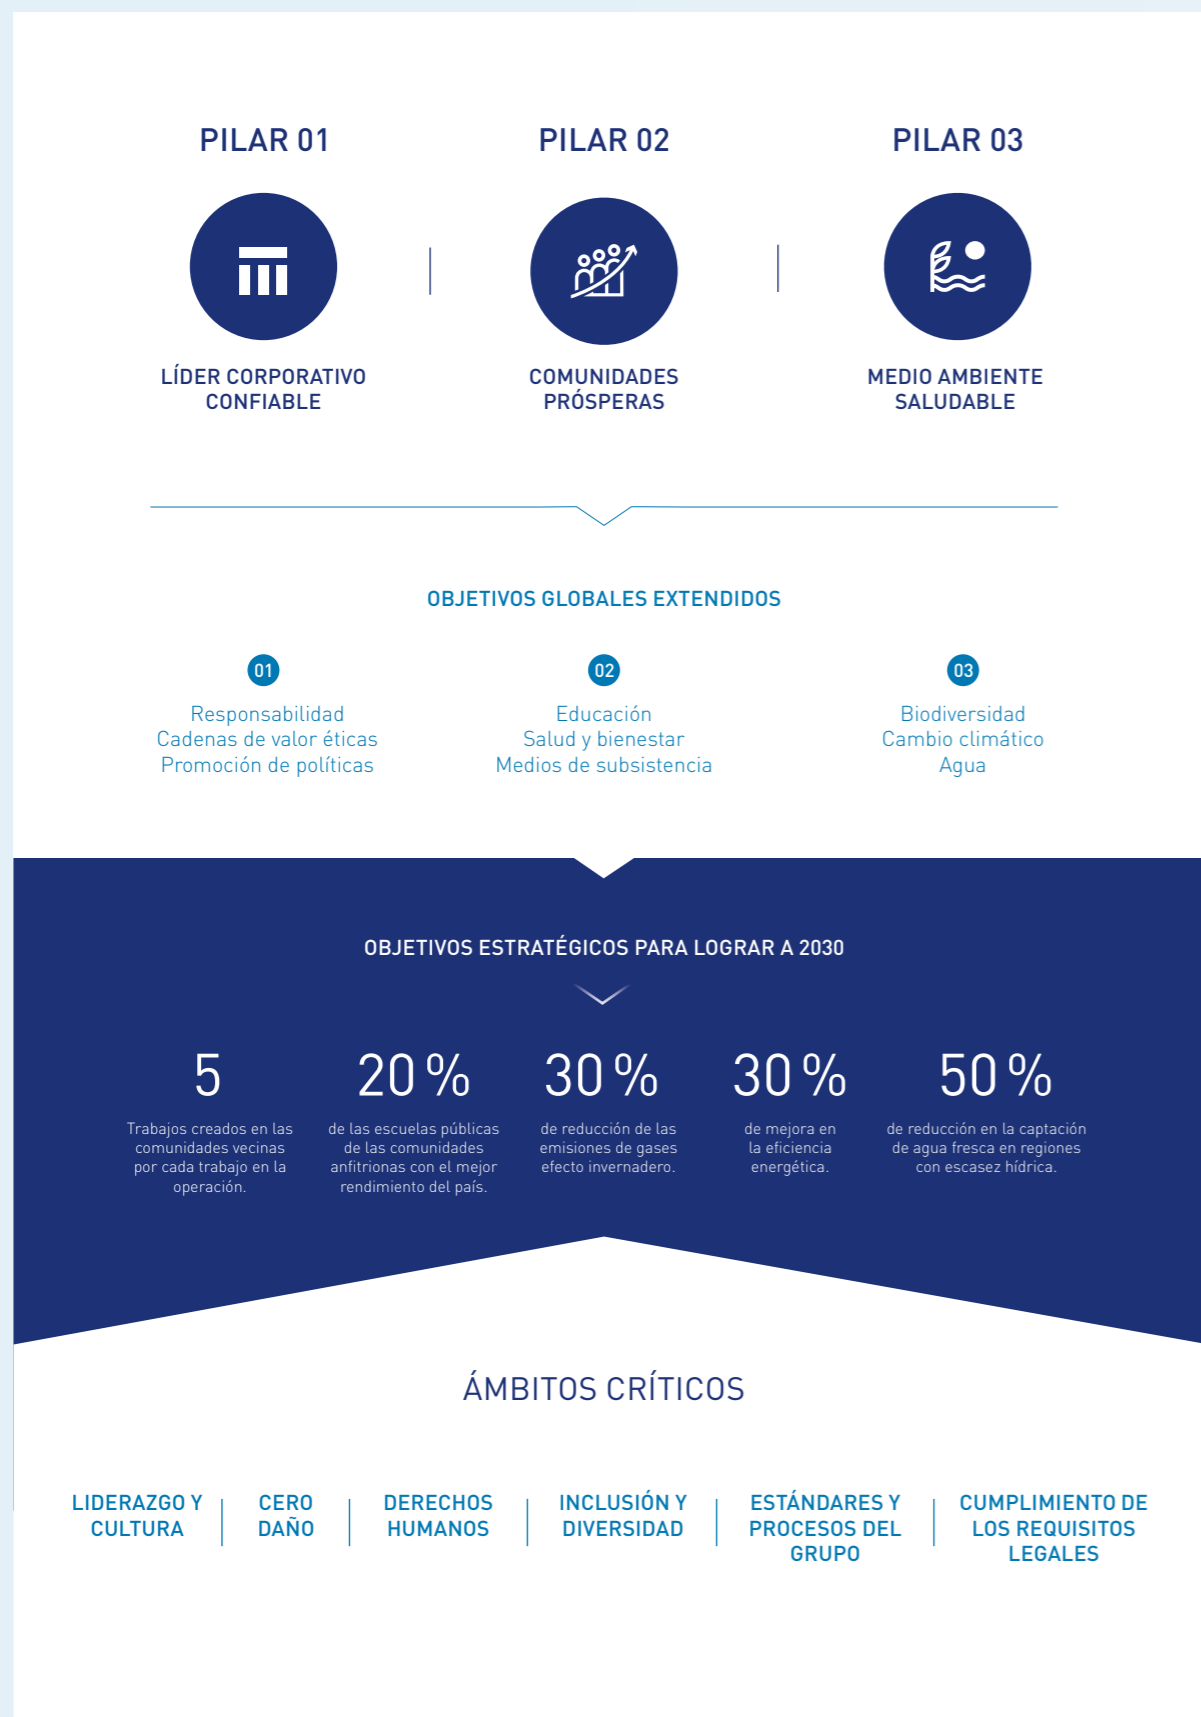 PILAR 01
PILAR 02
PILAR 03
LÍDER CORPORATIVO
CONFIABLE
COMUNIDADES
PRÓSPERAS
MEDIO AMBIENTE
SALUDABLE
OBJETIVOS GLOBALES EXTENDIDOS
01
Responsabilidad
Cadenas de valor éticas
Promoción de políticas
02
Educación
Salud y bienestar
Medios de subsistencia
03
Biodiversidad
Cambio climático
Agua
OBJETIVOS ESTRATÉGICOS PARA LOGRAR A 2030
5
Trabajos creados en las
comunidades vecinas
por cada trabajo en la
operación.
20 %
de las escuelas públicas
de las comunidades
anfitrionas con el mejor
rendimiento del país.
30 %
de reducción de las
emisiones de gases
efecto invernadero.
30 %
de mejora en
la eficiencia
energética.
50 %
de reducción en la captación
de agua fresca en regiones
con escasez hídrica.
ÁMBITOS CRÍTICOS
LIDERAZGO Y
CULTURA
CERO
DAÑO
DERECHOS
HUMANOS
INCLUSIÓN Y
DIVERSIDAD
ESTÁNDARES Y
PROCESOS DEL
GRUPO
CUMPLIMIENTO DE
LOS REQUISITOS
LEGALES